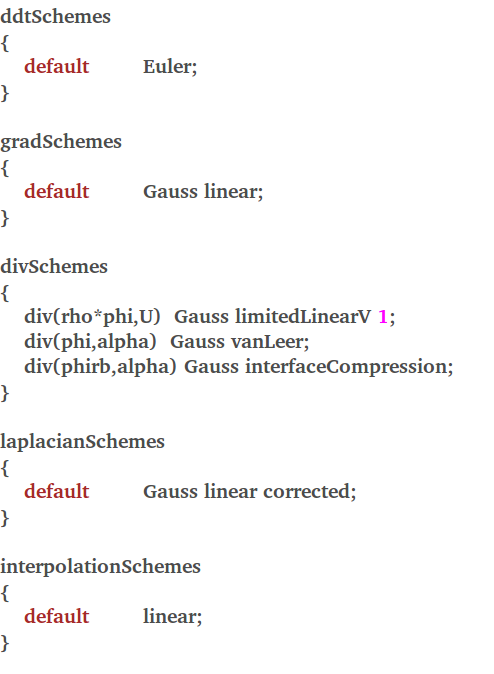 ddtSchemes
{
    default         Euler;
}

gradSchemes
{
    default         Gauss linear;
}

divSchemes
{
    div(rho*phi,U)  Gauss limitedLinearV 1;
    div(phi,alpha)  Gauss vanLeer;
    div(phirb,alpha) Gauss interfaceCompression;
}

laplacianSchemes
{
    default         Gauss linear corrected;
}

interpolationSchemes
{
    default         linear;
}